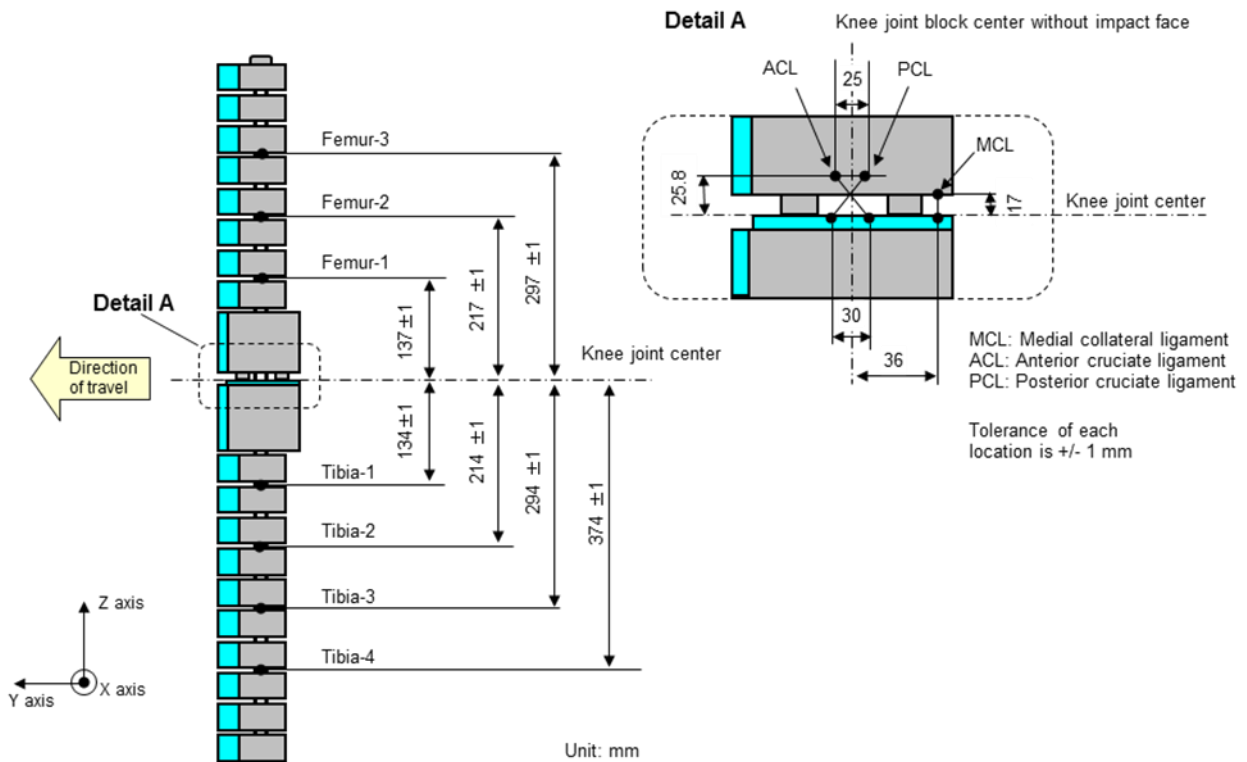 Detail A
Knee joint block center without impact face
ACL
PCL
25
MCL
25.8
17
Knee joint center
30
36
MCL: Medial collateral ligament
ACL: Anterior cruciate ligament
PCL: Posterior cruciate ligament
Tolerance of each
location is +/- 1 mm
Femur-3
Femur-2
Femur-1
Detail A
Direction
of travel
137±1
217 ±1
297 ±1
Knee joint center
134±1
214 ±1
294 ±1
374 ±1
Tibia-1
Tibia-2
Tibia-3
Tibia-4
Z axis
Y axis
X axis
Unit: mm